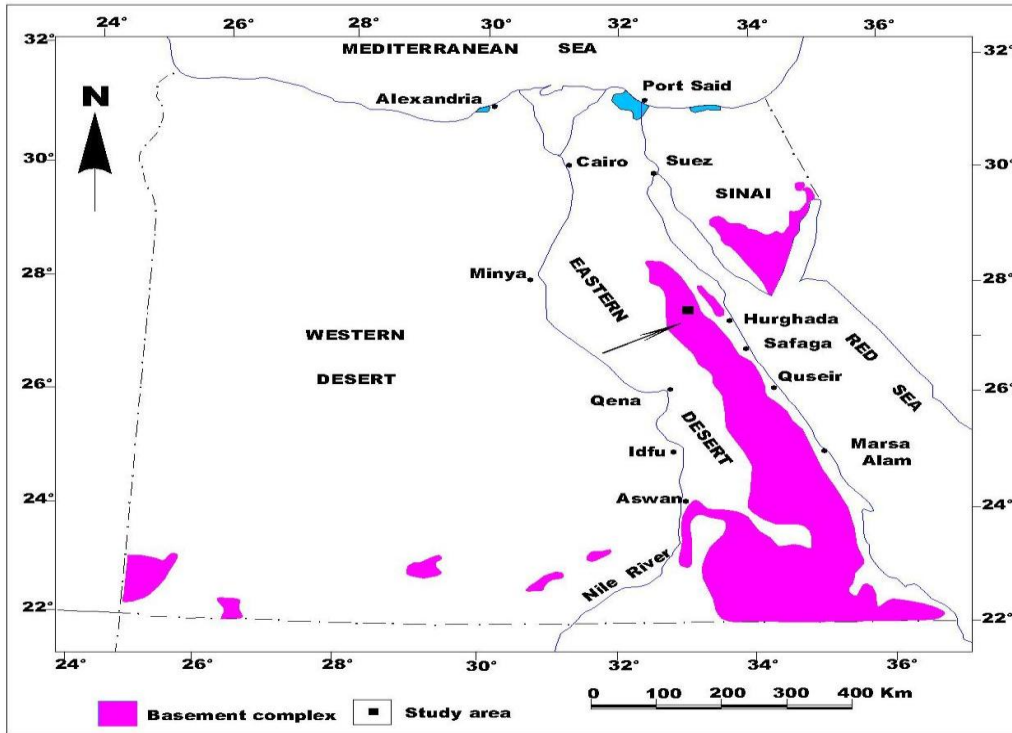 24° 26° 30° 32° 34° 36°
32° MEDITERRANEAN SEA 32°
N
Alexandria
Port Said
30° Cairo Suez 30°
SINAI
28° Minya 28°
EASTERN
Hurghada
WESTERN
RED SEA
Safaga
DESERT
Quseir
26° Qena 26°
DESERT
Idfu
Marsa
Alam
24° Aswan 24°
Nile River
22° 22°
24° 26° 30° 32° 34° 36°
0 100 200 300 400 Km
Basement complex
Study area